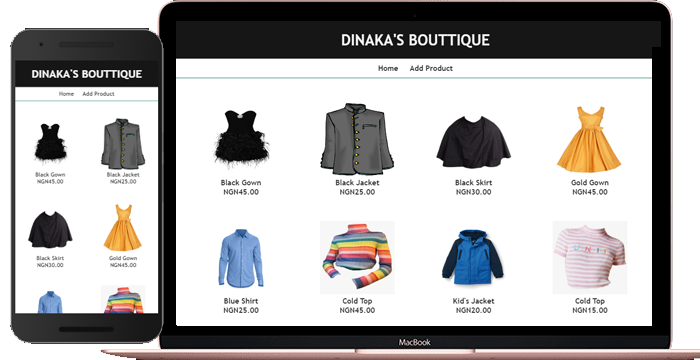 DINAKA'S BOUTTIQUE
Home Add Product
Black Gown Black Jacket
NGN45.00 NGN25.00
Black Skirt Gold Gown
NGN30.00 NGN45.00
DINAKA'S BOUTTIQUE
Home Add Product
Black Gown Black Jacket Black Skirt Gold Gown
NGN45.00 NGN25.00 NGN30.00 NGN45.00
Blue Shirt Cold Top Kid's Jacket Cold Top
NGN25.00 NGN45.00 NGN20.00 NGN15.00
MacBook